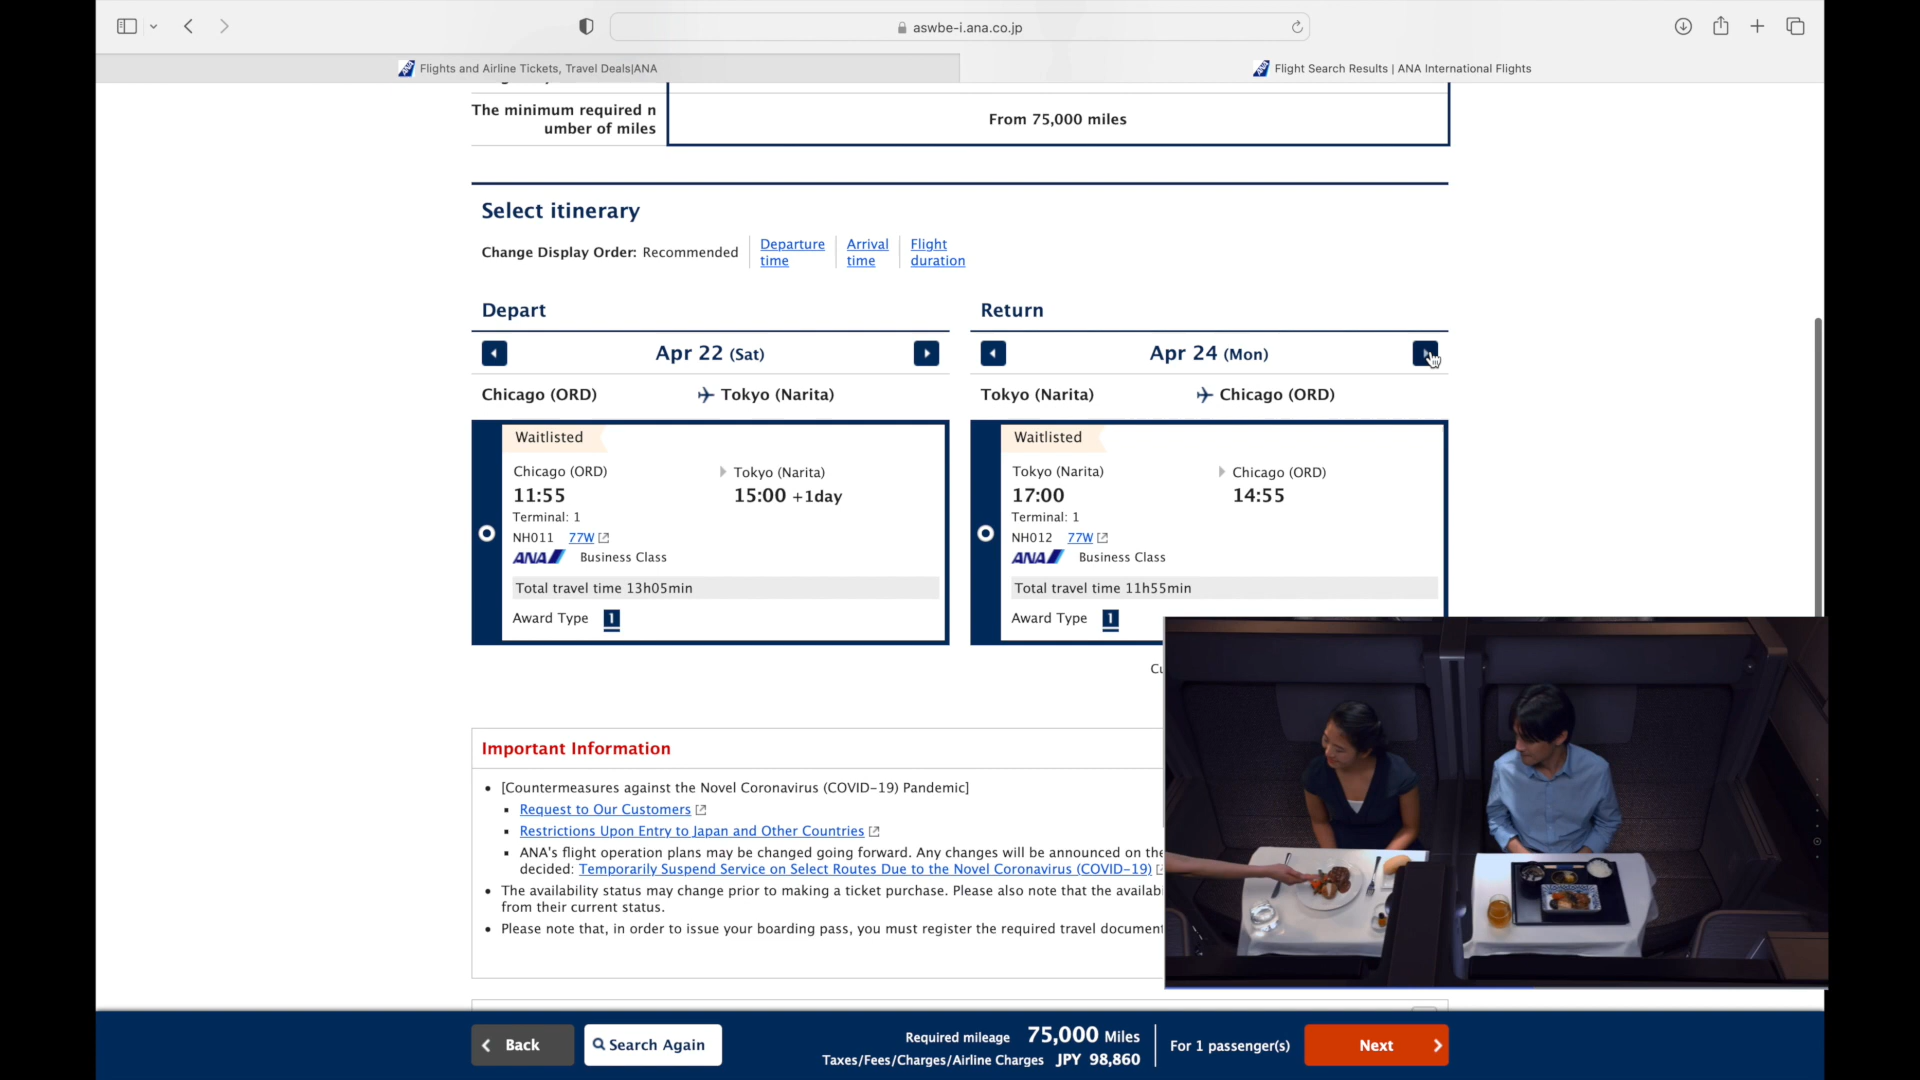 aswbe-i.ana.co.jp
Flights and Airline Tickets, Travel Deals|ANA
Flight Search Results | ANA International Flights
The minimum required n
umber of miles
From 75,000 miles
Select itinerary
Change Display Order: Recommended
Departure
time
Arrival
time
Flight
duration
Depart
Apr 22 (Sat)
Chicago (ORD)
Tokyo (Narita)
Waitlisted
Chicago (ORD)
Tokyo (Narita)
11:55
15:00 +1day
Terminal: 1
NH011 77W
ANA Business Class
Total travel time 13h05min
Award Type 1
Return
Apr 24 (Mon)
Tokyo (Narita)
Chicago (ORD)
Waitlisted
Tokyo (Narita)
Chicago (ORD)
17:00
14:55
Terminal: 1
NH012 77W
ANA Business Class
Total travel time 11h55min
Award Type 1
Important Information
• [Countermeasures against the Novel Coronavirus (COVID-19) Pandemic]
Request to Our Customers
Restrictions Upon Entry to Japan and Other Countries
ANA's flight operation plans may be changed going forward. Any changes will be announced on the
decided: Temporarily Suspend Service on Select Routes Due to the Novel Coronavirus (COVID-19)
• The availability status may change prior to making a ticket purchase. Please also note that the availab
from their current status.
• Please note that, in order to issue your boarding pass, you must register the required travel document
Back
Search Again
Required mileage 75,000 Miles
Taxes/Fees/Charges/Airline Charges JPY 98,860
For 1 passenger(s)
Next